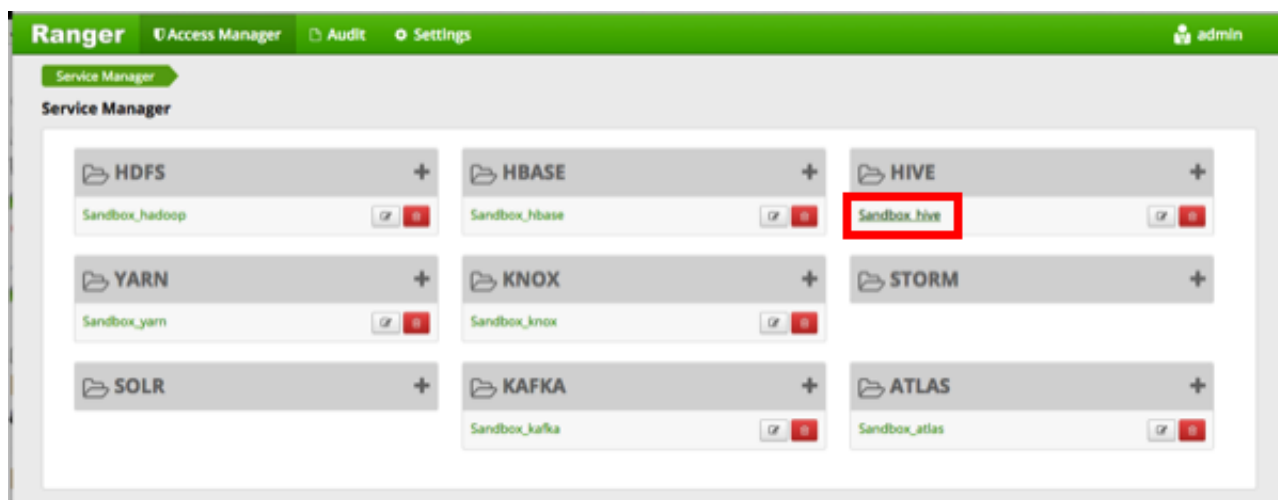 Ranger Access Manager Audit Settings admin
Service Manager
Service Manager
HDFS HBASE HIVE
Sandbox_hadoop Sandbox_hbase Sandbox_hive
YARN KNOX STORM
Sandbox_yarn Sandbox_knox
SOLR KAFKA ATLAS
Sandbox_kafka Sandbox_atlas